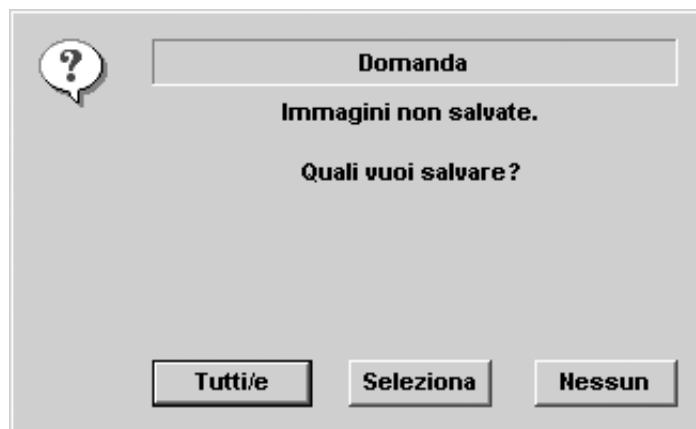 ?
Domanda
Immagini non salvate.
Quali vuoi salvare?
Tutti/e Seleziona Nessun